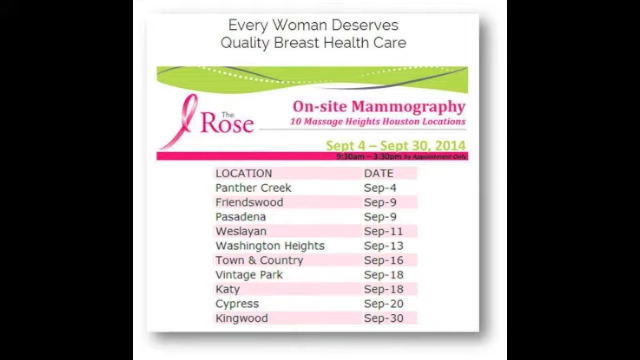 Every Woman Deserves
Quality Breast Health Care
The
Rose
On-site Mammography
10 Massage Heights Houston Locations
Sept 4 – Sept 30, 2014
9:30am – 3:30pm by Appointment Only
LOCATION DATE
Panther Creek Sep-4
Friendswood Sep-9
Pasadena Sep-9
Weslayan Sep-11
Washington Heights Sep-13
Town & Country Sep-16
Vintage Park Sep-18
Katy Sep-18
Cypress Sep-20
Kingwood Sep-30